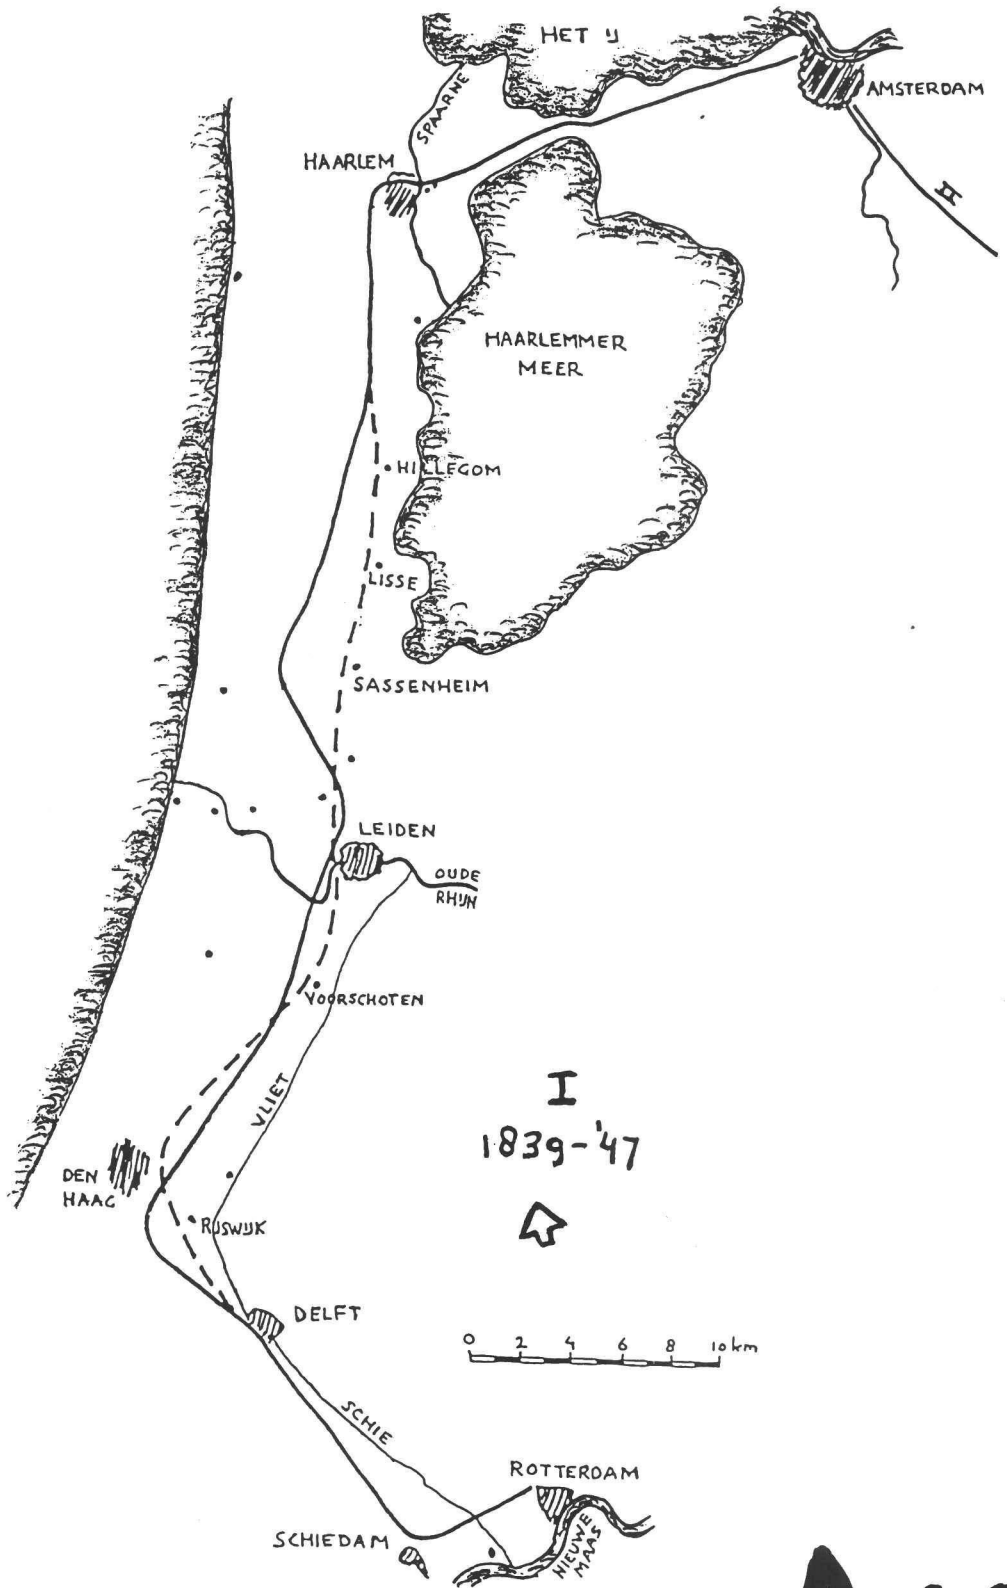 HET IJ
AMSTERDAM
SPAARNE
HAARLEM
II
HAARLEMMER
MEER
HILLEGOM
LISSE
SASSENHEIM
LEIDEN
OUDE
RHIJN
VOORSCHOTEN
VLIET
I
1839-'47
DEN
HAAG
RIJSWIJK
DELFT
0 2 4 6 8 10 km
SCHIE
ROTTERDAM
SCHIEDAM
NIEUWE
MAAS